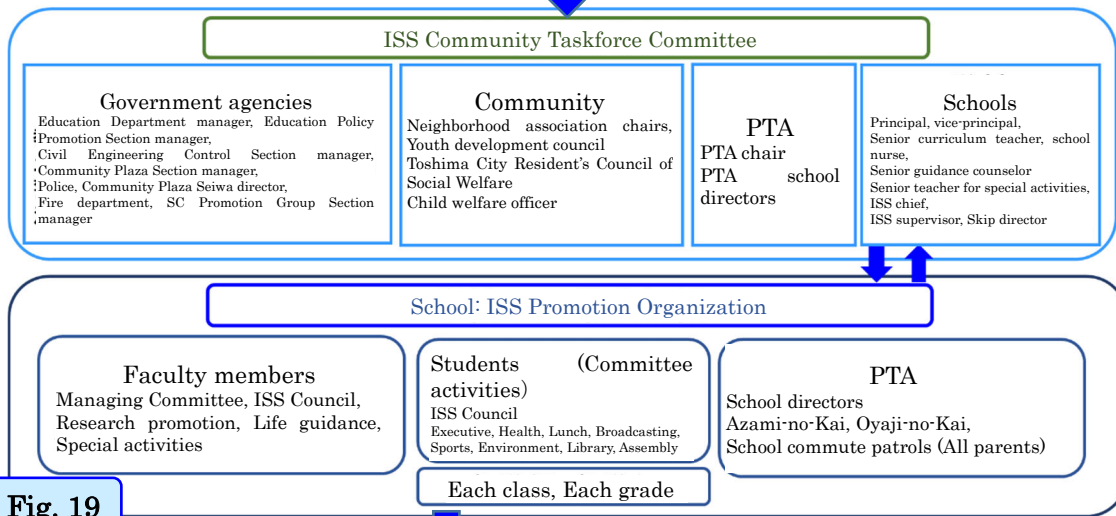 ISS Community Taskforce Committee
Government agencies
Education Department manager, Education Policy
Promotion Section manager,
Civil Engineering Control Section manager,
Community Plaza Section manager,
Police, Community Plaza Seiwa director,
Fire department, SC Promotion Group Section
manager
Community
Neighborhood association chairs,
Youth development council
Toshima City Resident's Council of
Social Welfare
Child welfare officer
PTA
PTA chair
PTA school
directors
Schools
Principal, vice-principal,
Senior curriculum teacher, school
nurse,
Senior guidance counselor
Senior teacher for special activities,
ISS chief,
ISS supervisor, Skip director
School: ISS Promotion Organization
Faculty members
Managing Committee, ISS Council,
Research promotion, Life guidance,
Special activities
Students (Committee
activities)
ISS Council
Executive, Health, Lunch, Broadcasting,
Sports, Environment, Library, Assembly
PTA
School directors
Azami-no-Kai, Oyaji-no-Kai,
School commute patrols (All parents)
Each class, Each grade
Fig. 19